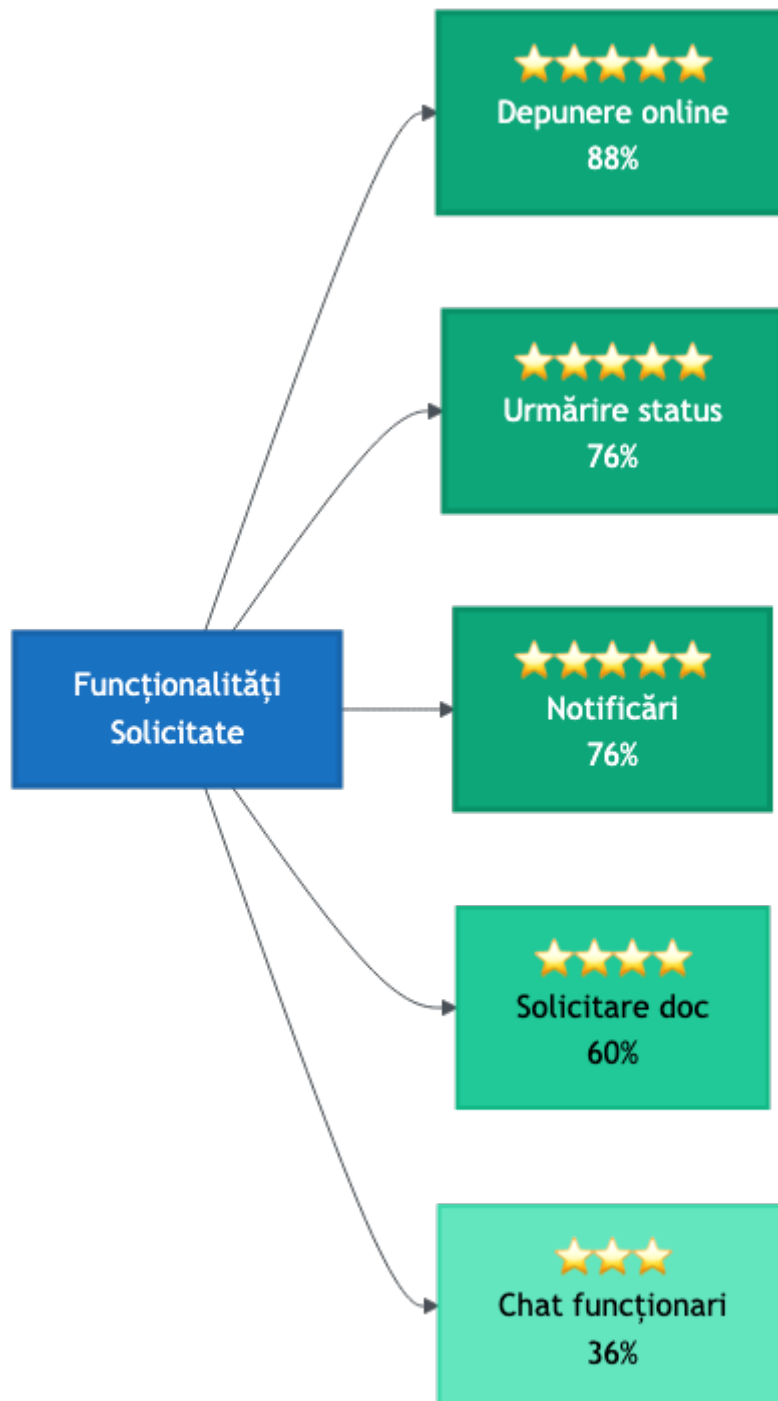 Depunere online
88%
Urmărire status
76%
Funcționalități
Solicitate
Notificări
76%
Solicitare doc
60%
Chat funcționari
36%